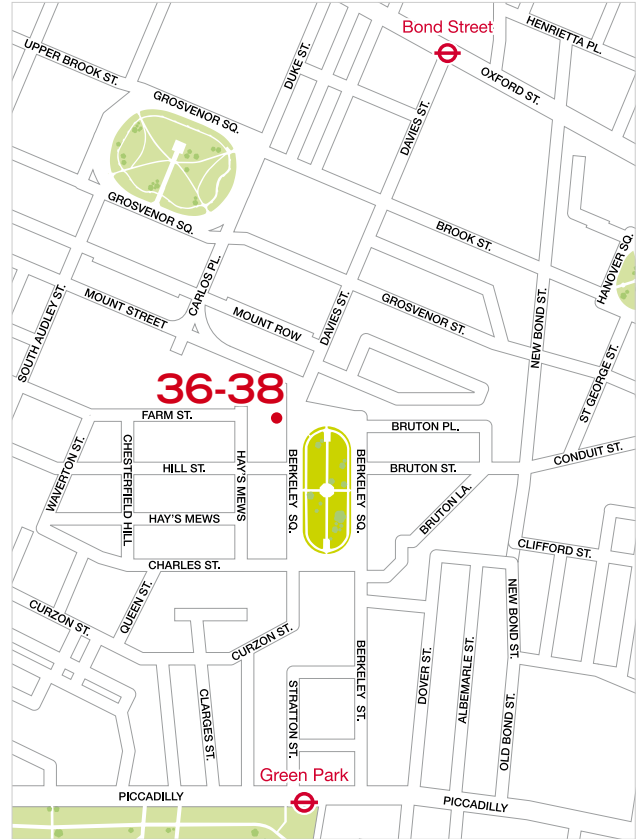 Bond Street
HENRIETTA PL.
UPPER BROOK ST.
DUKE ST.
OXFORD ST.
GROSVENOR SQ.
DAVIES ST.
GROSVENOR SQ.
BROOK ST.
HANOVER SQ.
CARLOS PL.
SOUTH AUDLEY ST.
MOUNT STREET
MOUNT ROW
DAVIES ST.
GROSVENOR ST.
NEW BOND ST.
ST GEORGE ST.
36-38
FARM ST.
BRUTON PL.
WAVERTON ST.
CHESTERFIELD HILL
HILL ST.
HAY'S MEWS
BERKELEY SQ.
BERKELEY SQ.
BRUTON ST.
CONDUIT ST.
BRUTON LA.
HAY'S MEWS
CLIFFORD ST.
CHARLES ST.
QUEEN ST.
CURZON ST.
CURZON ST.
NEW BOND ST.
BERKELEY ST.
DOVER ST.
ALBEMARLE ST.
CLARGES ST.
STRATTON ST.
OLD BOND ST.
Green Park
PICCADILLY
PICCADILLY